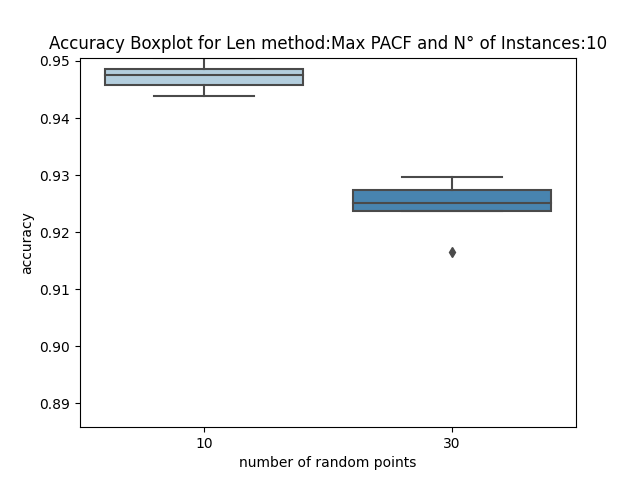 Accuracy Boxplot for Len method:Max PACF and N° of Instances:10
0.95
0.94
0.93
0.92
0.91
0.90
0.89
accuracy
10 30
number of random points